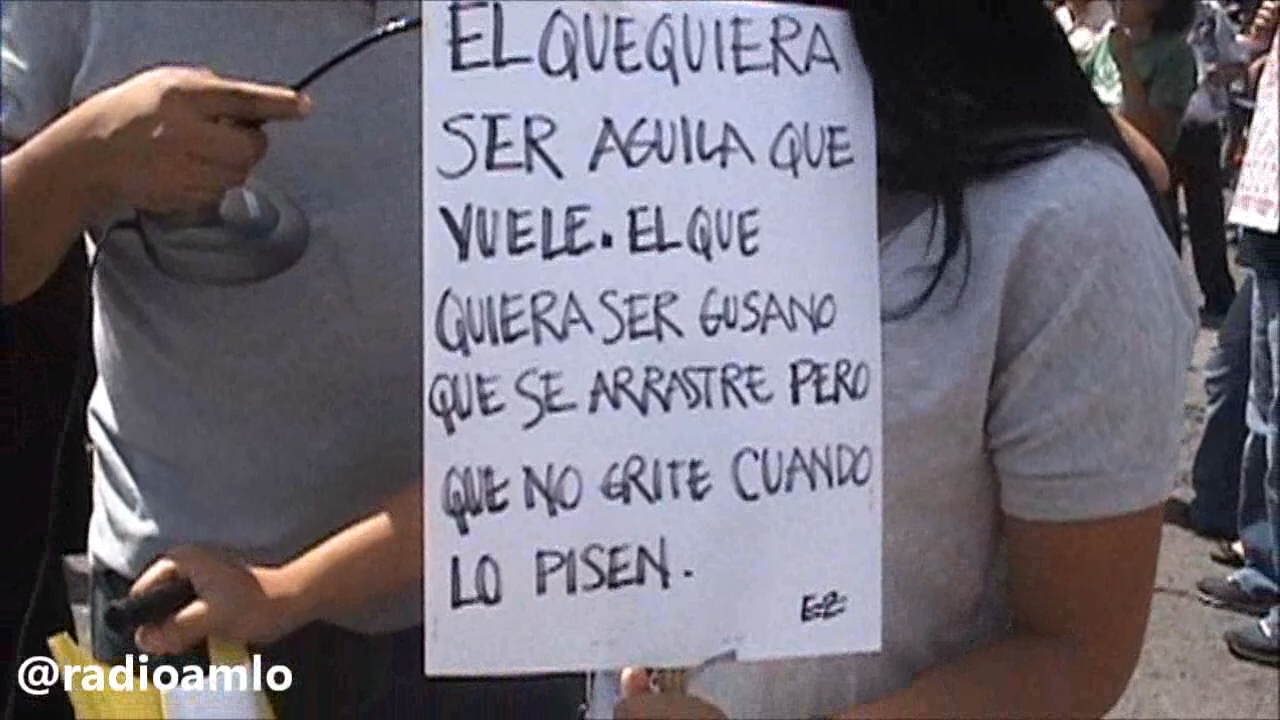 EL QUE QUIERA
SER AGUILA QUE
VUELE. EL QUE
QUIERA SER GUSANO
QUE SE ARRASTRE PERO
QUE NO GRITE CUANDO
LO PISEN.
@radioamlo